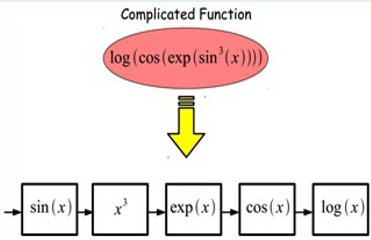 Complicated Function
log(cos(exp(sin³(x))))
sin(x) x³ exp(x) cos(x) log(x)